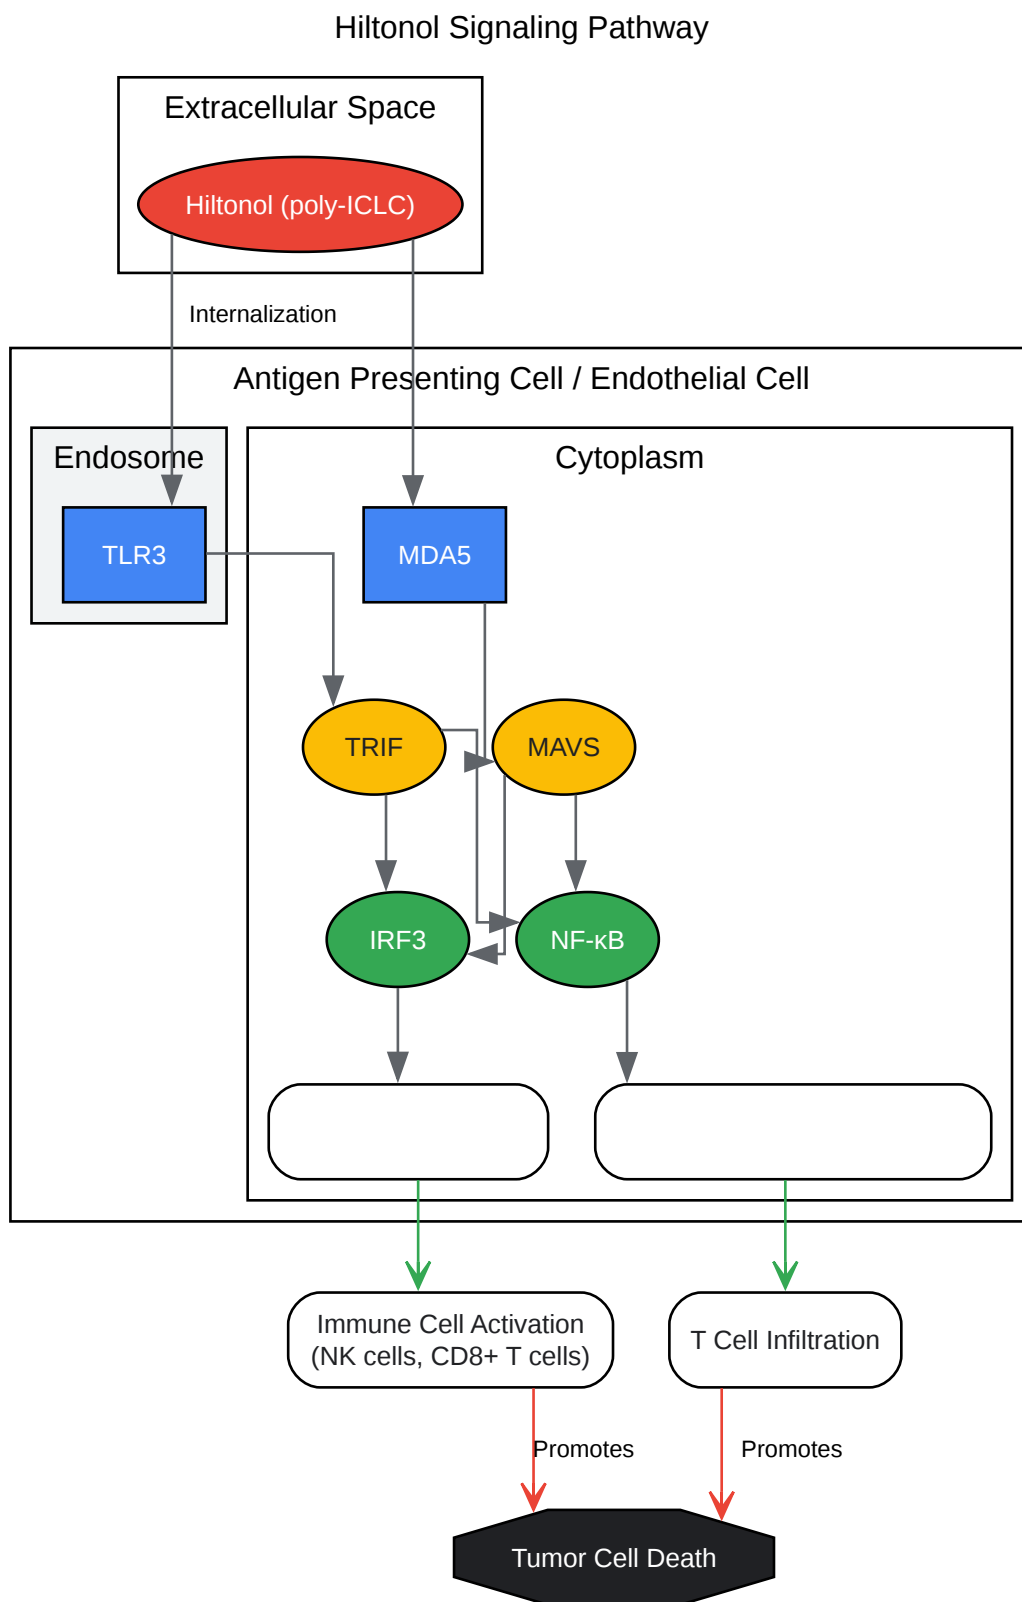 Hiltonol Signaling Pathway
Extracellular Space
Hiltonol (poly-ICLC)
Internalization
Antigen Presenting Cell / Endothelial Cell
Endosome
Cytoplasm
TLR3
MDA5
TRIF
MAVS
IRF3
NF-κB
Immune Cell Activation
(NK cells, CD8+ T cells)
T Cell Infiltration
Promotes
Promotes
Tumor Cell Death